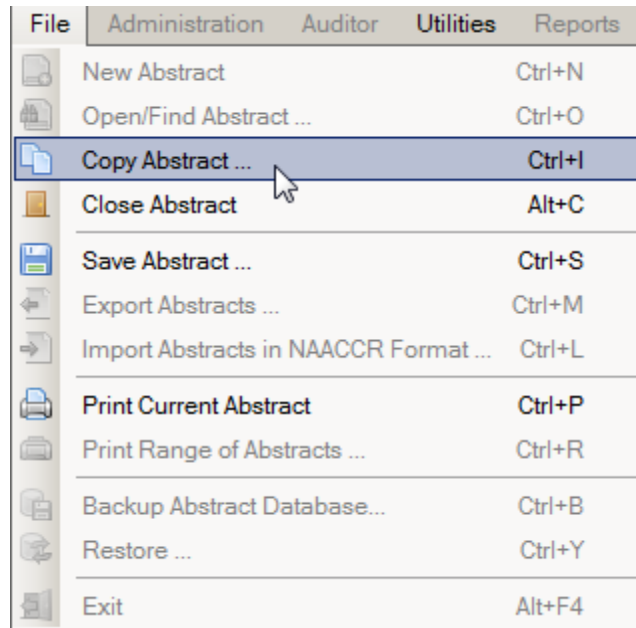 File Administration Auditor Utilities Reports
New Abstract Ctrl+N
Open/Find Abstract ... Ctrl+O
Copy Abstract ... Ctrl+I
Close Abstract Alt+C
Save Abstract ... Ctrl+S
Export Abstracts ... Ctrl+M
Import Abstracts in NAACCR Format ... Ctrl+L
Print Current Abstract Ctrl+P
Print Range of Abstracts ... Ctrl+R
Backup Abstract Database... Ctrl+B
Restore ... Ctrl+Y
Exit Alt+F4